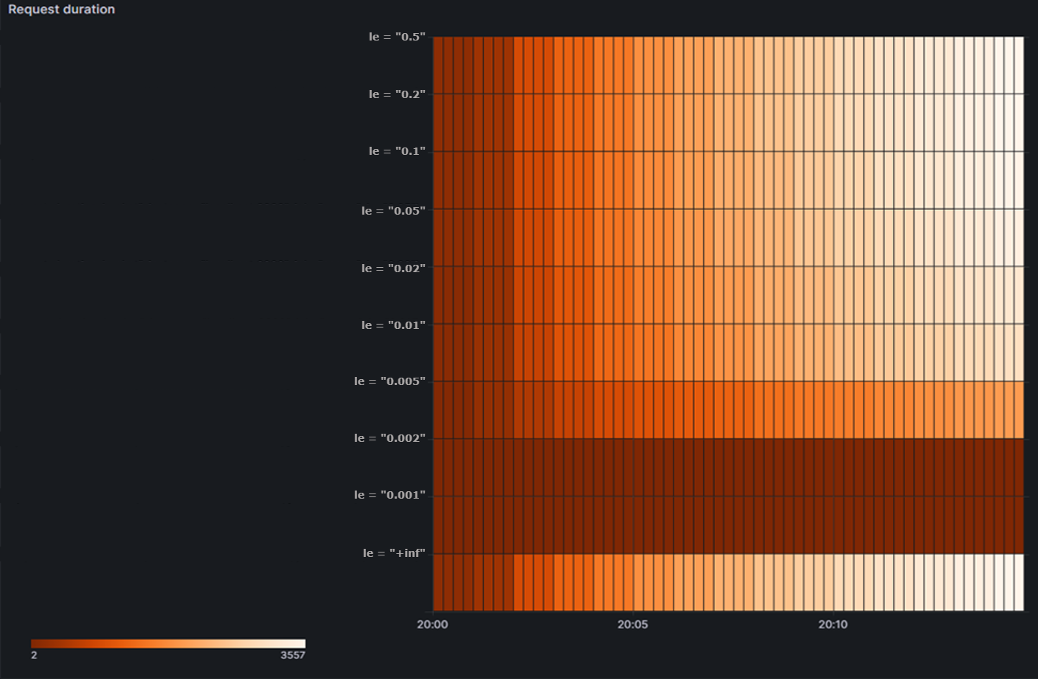 Request duration
le = "0.5"
le = "0.2"
le = "0.1"
le = "0.05"
le = "0.02"
le = "0.01"
le = "0.005"
le = "0.002"
le = "0.001"
le = "+inf"
20:00 20:05 20:10
2 3557